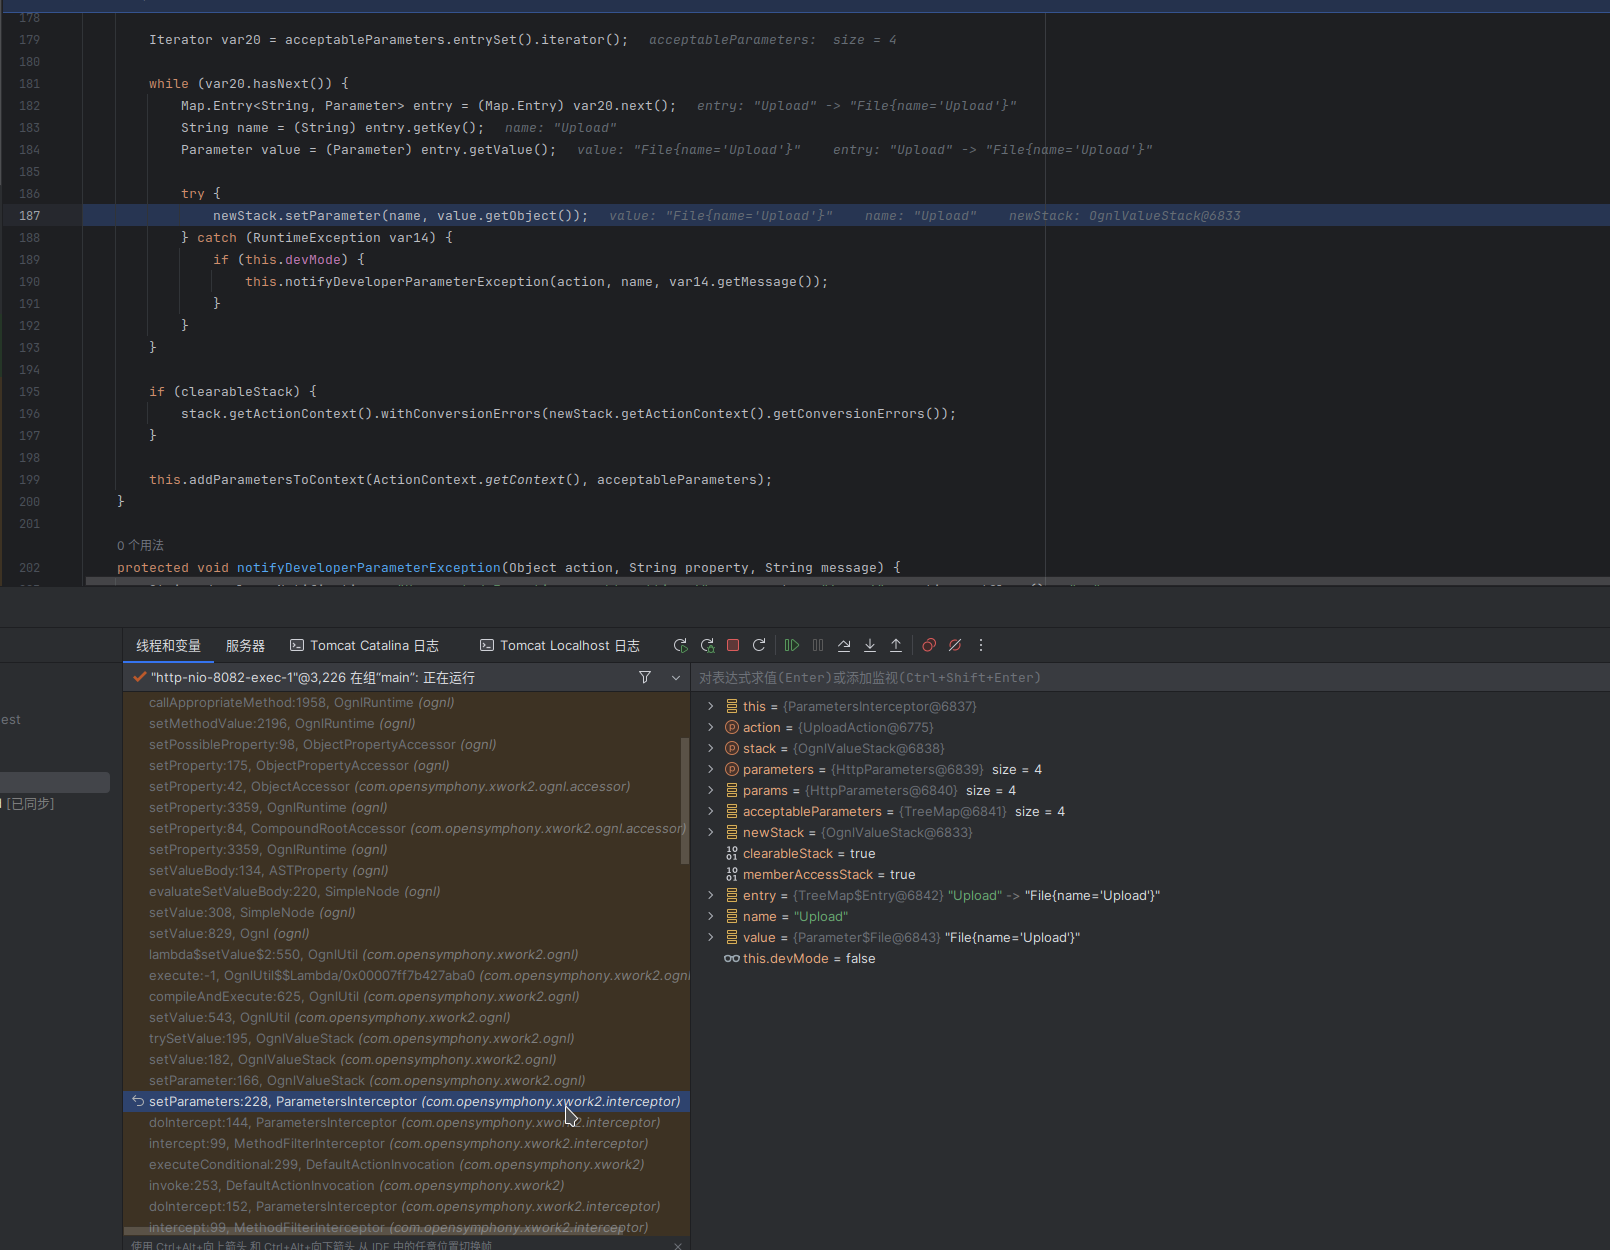 178
179 Iterator var20 = acceptableParameters.entrySet().iterator(); acceptableParameters: size = 4
180
181 while (var20.hasNext()) {
182 Map.Entry<String, Parameter> entry = (Map.Entry) var20.next(); entry: "Upload" -> "File{name='Upload'}"
183 String name = (String) entry.getKey(); name: "Upload"
184 Parameter value = (Parameter) entry.getValue(); value: "File{name='Upload'}" entry: "Upload" -> "File{name='Upload'}"
185
186 try {
187 newStack.setParameter(name, value.getObject()); value: "File{name='Upload'}" name: "Upload" newStack: OgnlValueStack@6833
188 } catch (RuntimeException var14) {
189 if (this.devMode) {
190 this.notifyDeveloperParameterException(action, name, var14.getMessage());
191 }
192 }
193 }
194
195 if (clearableStack) {
196 stack.getActionContext().withConversionErrors(newStack.getActionContext().getConversionErrors());
197 }
198
199 this.addParametersToContext(ActionContext.getContext(), acceptableParameters);
200 }
201
0 个用法
202 protected void notifyDeveloperParameterException(Object action, String property, String message) {
线程和变量 服务器 Tomcat Catalina 日志 Tomcat Localhost 日志
"http-nio-8082-exec-1"@3,226 在组"main": 正在运行
est
[已同步]
callAppropriateMethod:1958, OgnlRuntime (ognl)
setMethodValue:2196, OgnlRuntime (ognl)
setPossibleProperty:98, ObjectPropertyAccessor (ognl)
setProperty:175, ObjectPropertyAccessor (ognl)
setProperty:42, ObjectAccessor (com.opensymphony.xwork2.ognl.accessor)
setProperty:3359, OgnlRuntime (ognl)
setProperty:84, CompoundRootAccessor (com.opensymphony.xwork2.ognl.accessor)
setProperty:3359, OgnlRuntime (ognl)
setValueBody:134, ASTProperty (ognl)
evaluateSetValueBody:220, SimpleNode (ognl)
setValue:308, SimpleNode (ognl)
setValue:829, Ognl (ognl)
lambda$setValue$2:550, OgnlUtil (com.opensymphony.xwork2.ognl)
execute:-1, OgnlUtil$$Lambda/0x00007ff7b427aba0 (com.opensymphony.xwork2.ognl
compileAndExecute:625, OgnlUtil (com.opensymphony.xwork2.ognl)
setValue:543, OgnlUtil (com.opensymphony.xwork2.ognl)
trySetValue:195, OgnlValueStack (com.opensymphony.xwork2.ognl)
setValue:182, OgnlValueStack (com.opensymphony.xwork2.ognl)
setParameter:166, OgnlValueStack (com.opensymphony.xwork2.ognl)
setParameters:228, ParametersInterceptor (com.opensymphony.xwork2.interceptor)
doIntercept:144, ParametersInterceptor (com.opensymphony.xwork2.interceptor)
intercept:99, MethodFilterInterceptor (com.opensymphony.xwork2.interceptor)
executeConditional:299, DefaultActionInvocation (com.opensymphony.xwork2)
invoke:253, DefaultActionInvocation (com.opensymphony.xwork2)
doIntercept:152, ParametersInterceptor (com.opensymphony.xwork2.interceptor)
intercept:99, MethodFilterInterceptor (com.opensymphony.xwork2.interceptor)
使用 Ctrl+Alt+向上箭头 和 Ctrl+Alt+向下箭头 从 IDE 中的任意位置切换帧
对表达式求值(Enter)或添加监视(Ctrl+Shift+Enter)
this = {ParametersInterceptor@6837}
action = {UploadAction@6775}
stack = {OgnlValueStack@6838}
parameters = {HttpParameters@6839} size = 4
params = {HttpParameters@6840} size = 4
acceptableParameters = {TreeMap@6841} size = 4
newStack = {OgnlValueStack@6833}
clearableStack = true
memberAccessStack = true
entry = {TreeMap$Entry@6842} "Upload" -> "File{name='Upload'}"
name = "Upload"
value = {Parameter$File@6843} "File{name='Upload'}"
this.devMode = false